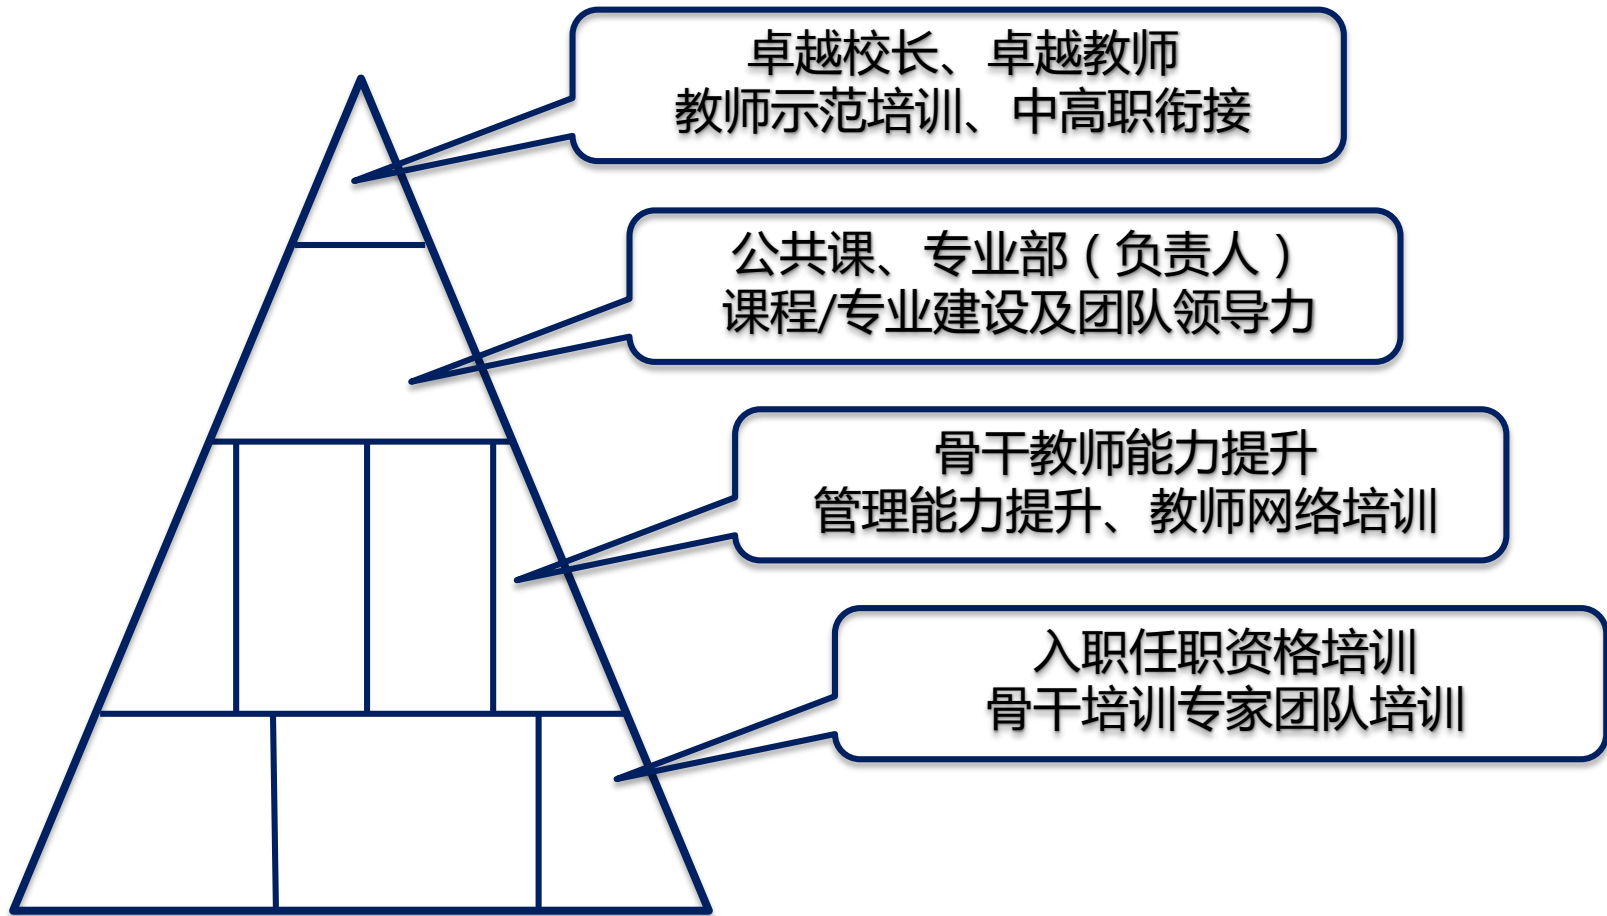 卓越校长、卓越教师
教师示范培训、中高职衔接
公共课、专业部（负责人）
课程/专业建设及团队领导力
骨干教师能力提升
管理能力提升、教师网络培训
入职任职资格培训
骨干培训专家团队培训